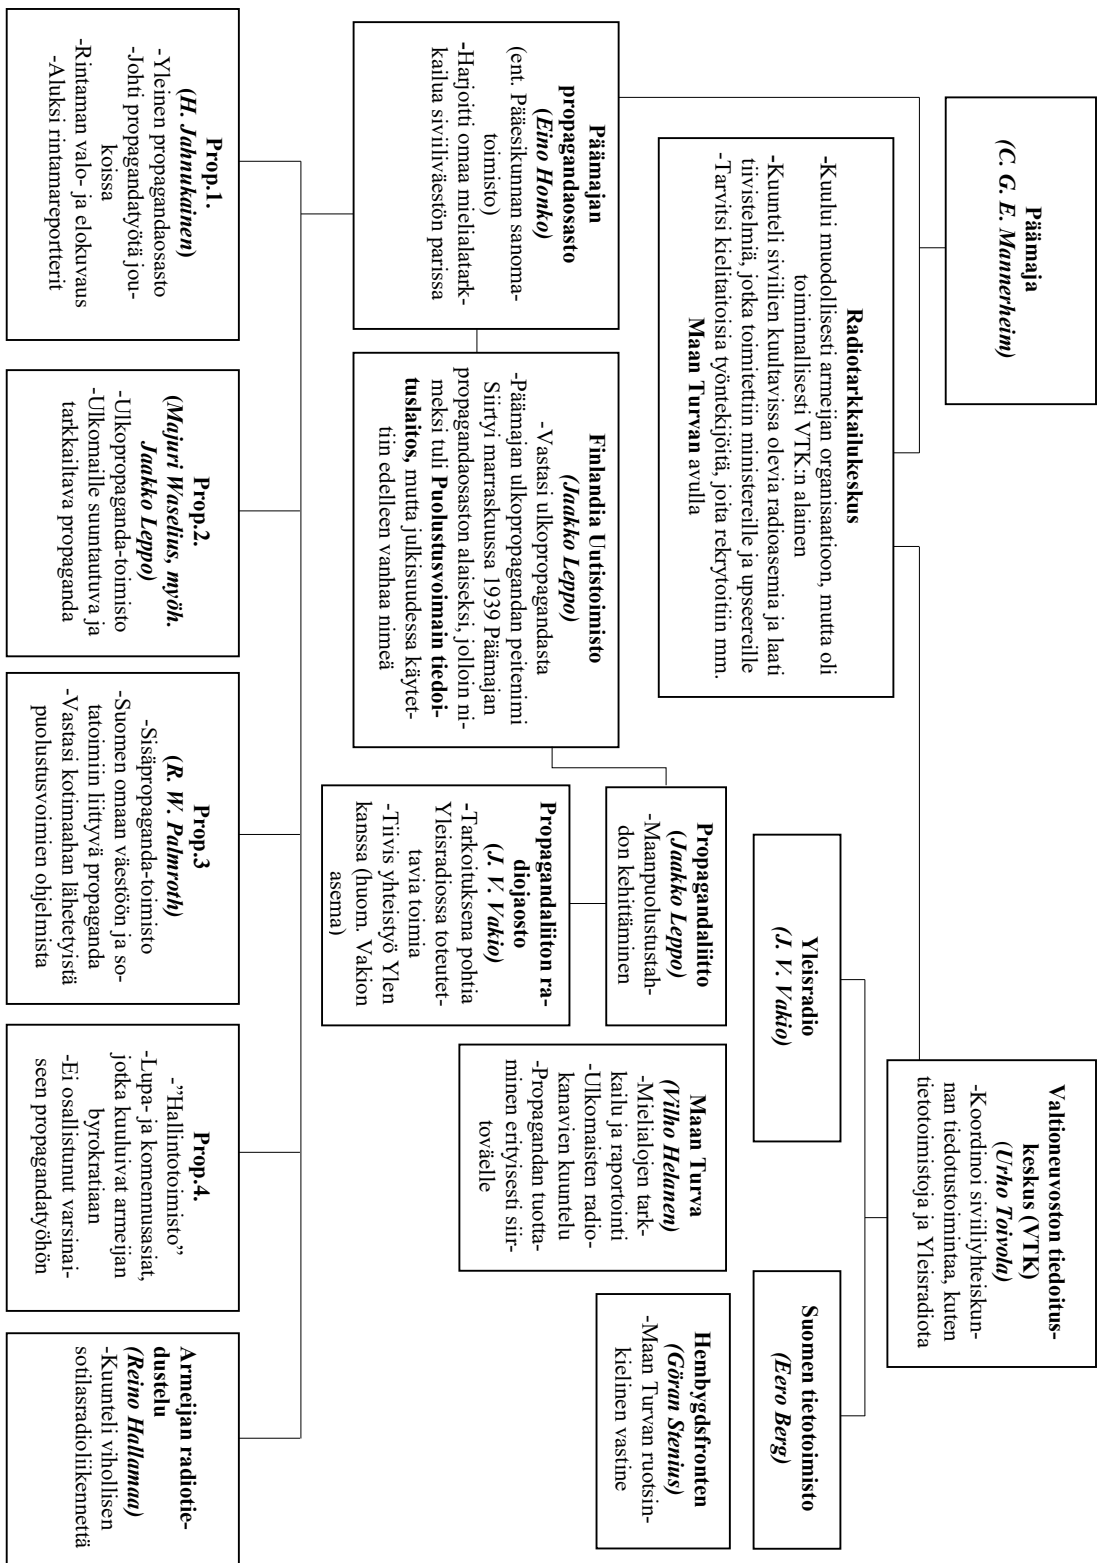 Päämaja
(C. G. E. Mannerheim)
Valtioneuvoston tiedoitus-
keskus (VTK)
(Urho Toivola)
-Koordinoi siviiliyhteiskun-
nan tiedotustoimintaa, kuten
tietotoimistoja ja Yleisradiota
Radiotarkkailukeskus
-Kuului muodollisesti armeijan organisaatioon, mutta oli
toiminnallisesti VTK:n alainen
-Kuunteli siviilien kuultavissa olevia radioasemia ja laati
tiivistelmiä, jotka toimitettiin ministereille ja upseereille
-Tarvitsi kielitaitoisia työntekijöitä, joita rekrytoitiin mm.
Maan Turvan avulla
Yleisradio
(J. V. Vakio)
Suomen tietotoimisto
(Eero Berg)
Päämajan
propagandaosasto
(Eino Honko)
(ent. Pääesikunnan sanoma-
toimisto)
-Harjoitti omaa mielialatark-
kailua siviiliväestön parissa
Finlandia Uutistoimisto
(Jaakko Leppo)
-Vastasi ulkopropagandasta
-Päämajan ulkopropagandan peitenimi
Siirtyi marraskuussa 1939 Päämajan
propagandaosaston alaiseksi, jolloin ni-
meksi tuli Puolustusvoimain tiedoi-
tuslaitos, mutta julkisuudessa käytet-
tiin edelleen vanhaa nimeä
Propagandaliitto
(Jaakko Leppo)
-Maanpuolustustah-
don kehittäminen
Propagandaliiton ra-
diojaosto
(J. V. Vakio)
-Tarkoituksena pohtia
Yleisradiossa toteutet-
tavia toimia
-Tiivis yhteistyö Ylen
kanssa (huom. Vakion
asema)
Maan Turva
(Vilho Helanen)
-Mielialojen tark-
kailu ja raportointi
-Ulkomaisten radio-
kanavien kuuntelu
-Propagandan tuotta-
minen erityisesti siir-
toväelle
Hembygdsfronten
(Göran Stenius)
-Maan Turvan ruotsin-
kielinen vastine
Prop.1.
(H. Jahnukainen)
-Yleinen propagandaosasto
-Johti propagandatyötä jou-
koissa
-Rintaman valo- ja elokuvaus
-Aluksi rintamareportterit
Prop.2.
(Majuri Waselius, myöh.
Jaakko Leppo)
-Ulkopropaganda-toimisto
-Ulkomaille suuntautuva ja
tarkkailtava propaganda
Prop.3
(R. W. Palmroth)
-Sisäpropaganda-toimisto
-Suomen omaan väestöön ja so-
tatoimiin liittyvä propaganda
-Vastasi kotimaahan lähetetyistä
puolustusvoimien ohjelmista
Prop.4.
-”Hallintotoimisto”
-Lupa- ja komennusasiat,
jotka kuuluivat armeijan
byrokratiaan
-Ei osallistunut varsinai-
seen propagandatyöhön
Armeijan radiotie-
dustelu
(Reino Hallamaa)
-Kuunteli vihollisen
sotilasradioliikennettä